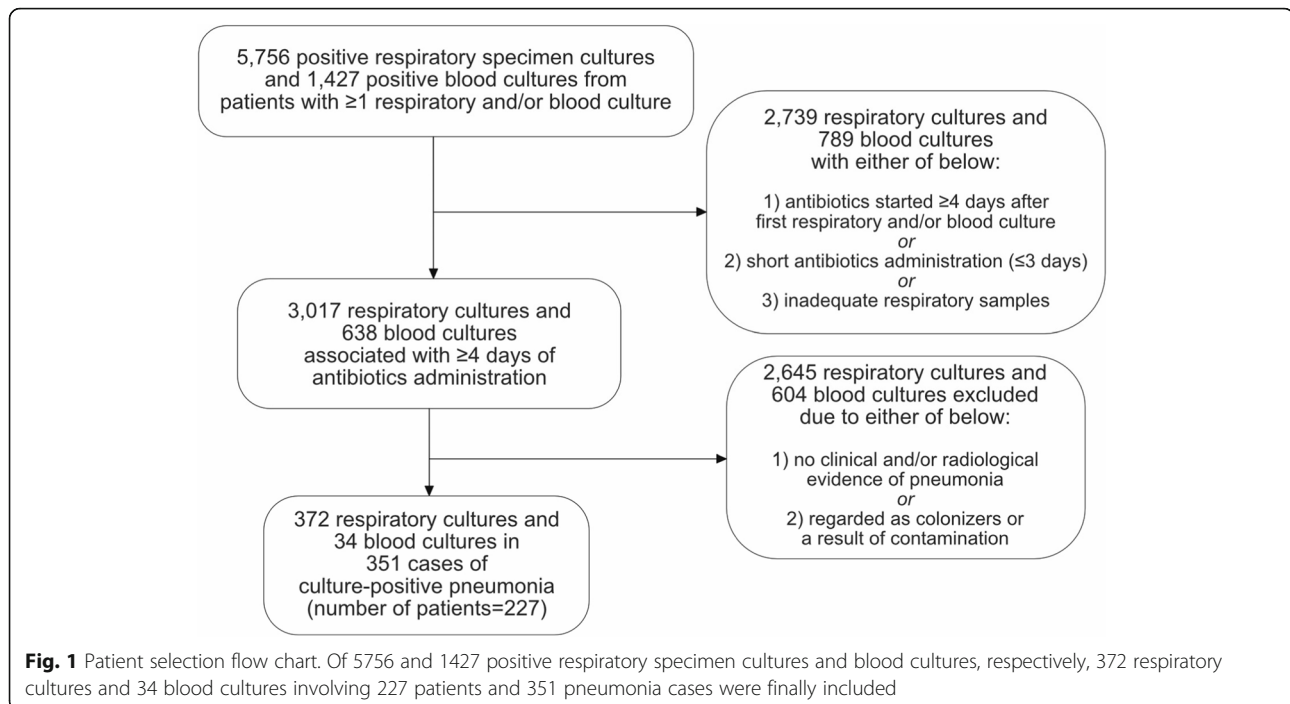 5,756 positive respiratory specimen cultures
and 1,427 positive blood cultures from
patients with ≥1 respiratory and/or blood culture
2,739 respiratory cultures and
789 blood cultures
with either of below:
1) antibiotics started ≥4 days after
first respiratory and/or blood culture
or
2) short antibiotics administration (≤3 days)
or
3) inadequate respiratory samples
3,017 respiratory cultures and
638 blood cultures
associated with ≥4 days of
antibiotics administration
2,645 respiratory cultures and
604 blood cultures excluded
due to either of below:
1) no clinical and/or radiological
evidence of pneumonia
or
2) regarded as colonizers or
a result of contamination
372 respiratory cultures and
34 blood cultures in
351 cases of
culture-positive pneumonia
(number of patients=227)
Fig. 1 Patient selection flow chart. Of 5756 and 1427 positive respiratory specimen cultures and blood cultures, respectively, 372 respiratory
cultures and 34 blood cultures involving 227 patients and 351 pneumonia cases were finally included